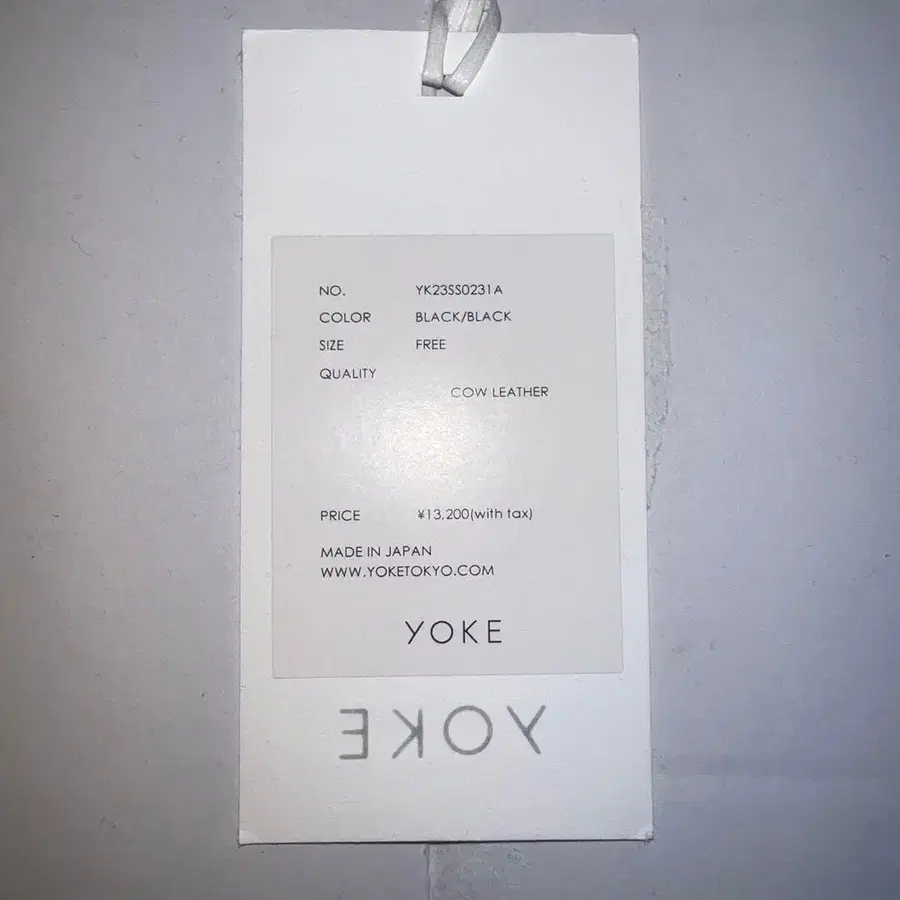 NO. YK23SS0231A
COLOR BLACK/BLACK
SIZE FREE
QUALITY
COW LEATHER
PRICE ¥13,200(with tax)
MADE IN JAPAN
WWW.YOKETOKYO.COM
YOKE
YOKE